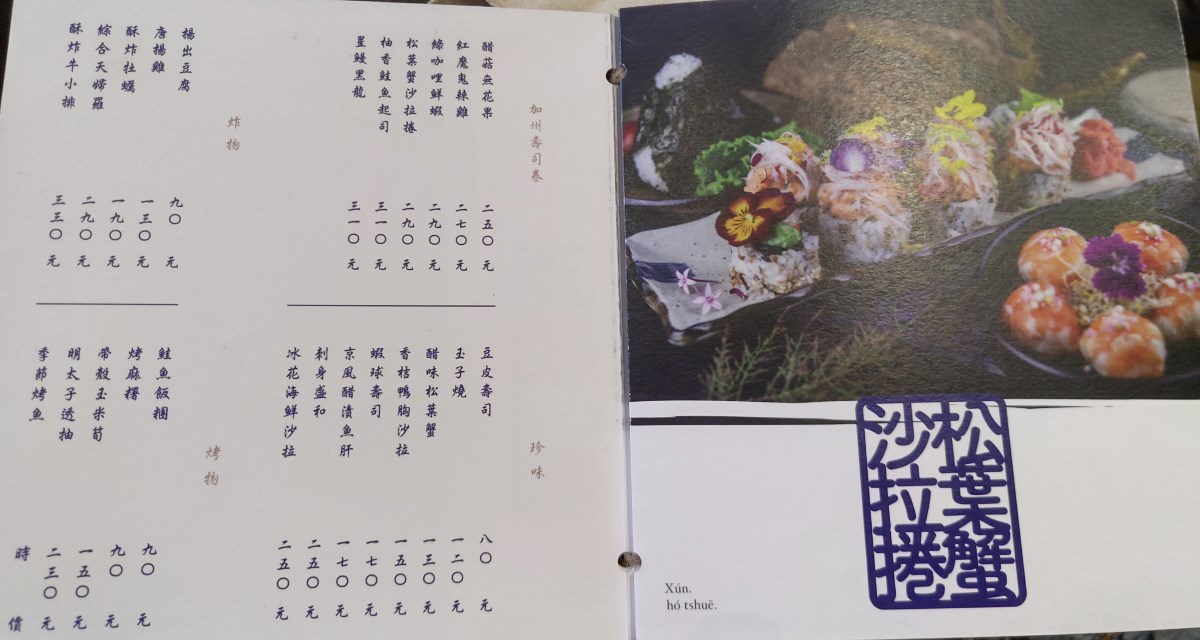 加州壽司卷
醋菇無花果 二五〇元
紅魔鬼辣雞 二七〇元
綠咖哩鮮蝦 二九〇元
松葉蟹沙拉捲 二九〇元
柚香鮭魚起司 三一〇元
星鰻黑龍 三一〇元
炸物
揚出豆腐 九〇元
唐揚雞 一三〇元
酥炸牡蠣 一九〇元
綜合天婦羅 二九〇元
酥炸牛小排 三三〇元
珍味
豆皮壽司 八〇元
玉子燒 一二〇元
醋味松葉蟹 一三〇元
香桔鴨胸沙拉 一五〇元
蝦球壽司 一七〇元
京風醋漬魚肝 一七〇元
刺身盛和 二五〇元
冰花海鮮沙拉 二五〇元
烤物
鮭魚飯糰 九〇元
烤麻糬 九〇元
帶殼玉米筍 一五〇元
明太子透抽 二三〇元
季節烤魚 時價
松葉蟹
沙拉捲
Xún.
hó tshuē.